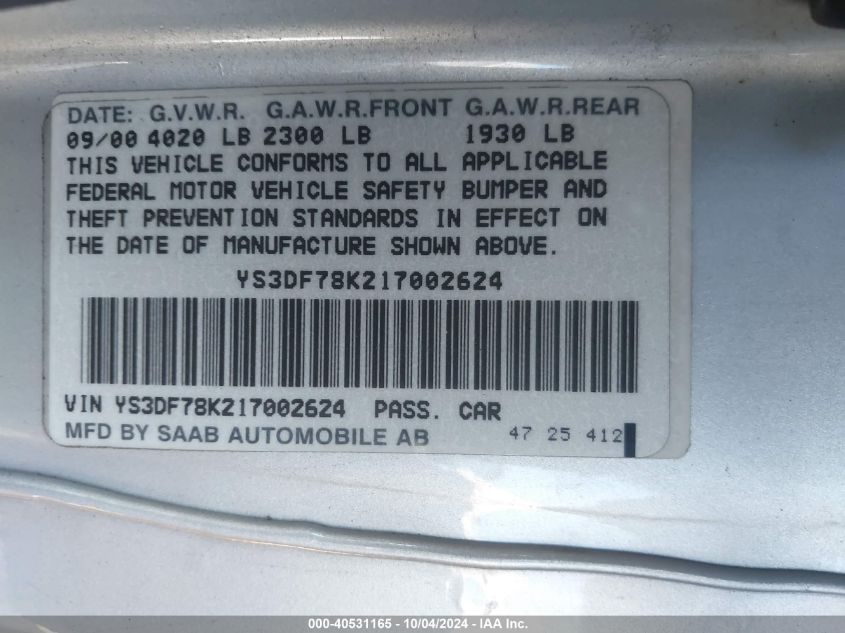 DATE: G.V.W.R. G.A.W.R.FRONT G.A.W.R.REAR
09/00 4020 LB 2300 LB 1930 LB
THIS VEHICLE CONFORMS TO ALL APPLICABLE
FEDERAL MOTOR VEHICLE SAFETY BUMPER AND
THEFT PREVENTION STANDARDS IN EFFECT ON
THE DATE OF MANUFACTURE SHOWN ABOVE.
YS3DF78K217002624
VIN YS3DF78K217002624 PASS. CAR
MFD BY SAAB AUTOMOBILE AB 47 25 412
000-40531165 - 10/04/2024 - IAA Inc.